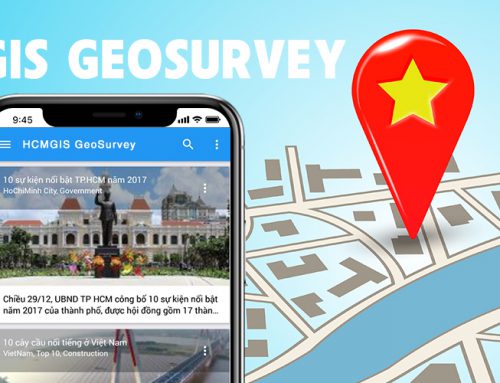 GIS GEOSURVEY
9:45
HCMGIS GeoSurvey
10 sự kiện nổi bật TP.HCM năm 2017
HoChiMinh City, Government
Chiều 29/12, UBND TP HCM công bố 10 sự kiện nổi bật
năm 2017 của thành phố, được hội đồng gồm 17 thàn...
10 cây cầu nổi tiếng ở Việt Nam
VietNam, Top 10, Construction